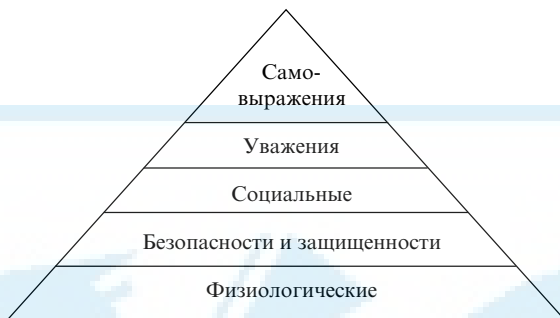 Само-
выражения
Уважения
Социальные
Безопасности и защищенности
Физиологические